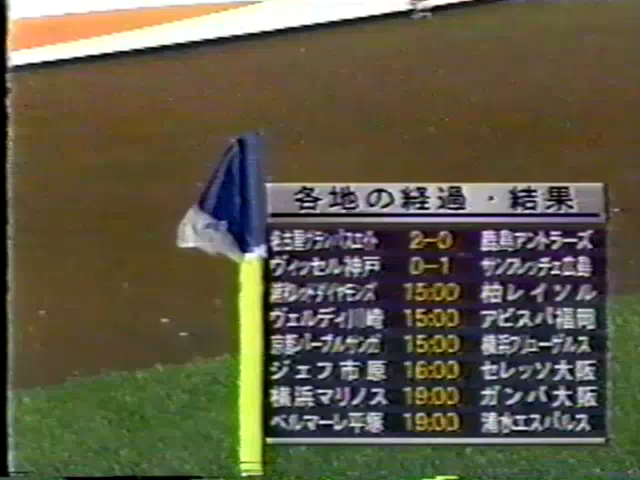 各地の経過・結果
名古屋グランパスエイト 2-0 鹿島アントラーズ
ヴィッセル神戸 0-1 サンフレッチェ広島
浦和レッドダイヤモンズ 15:00 柏レイソル
ヴェルディ川崎 15:00 アビスパ福岡
京都パープルサンガ 15:00 横浜フリューゲルス
ジェフ市原 16:00 セレッソ大阪
横浜マリノス 19:00 ガンバ大阪
ベルマーレ平塚 19:00 清水エスパルス